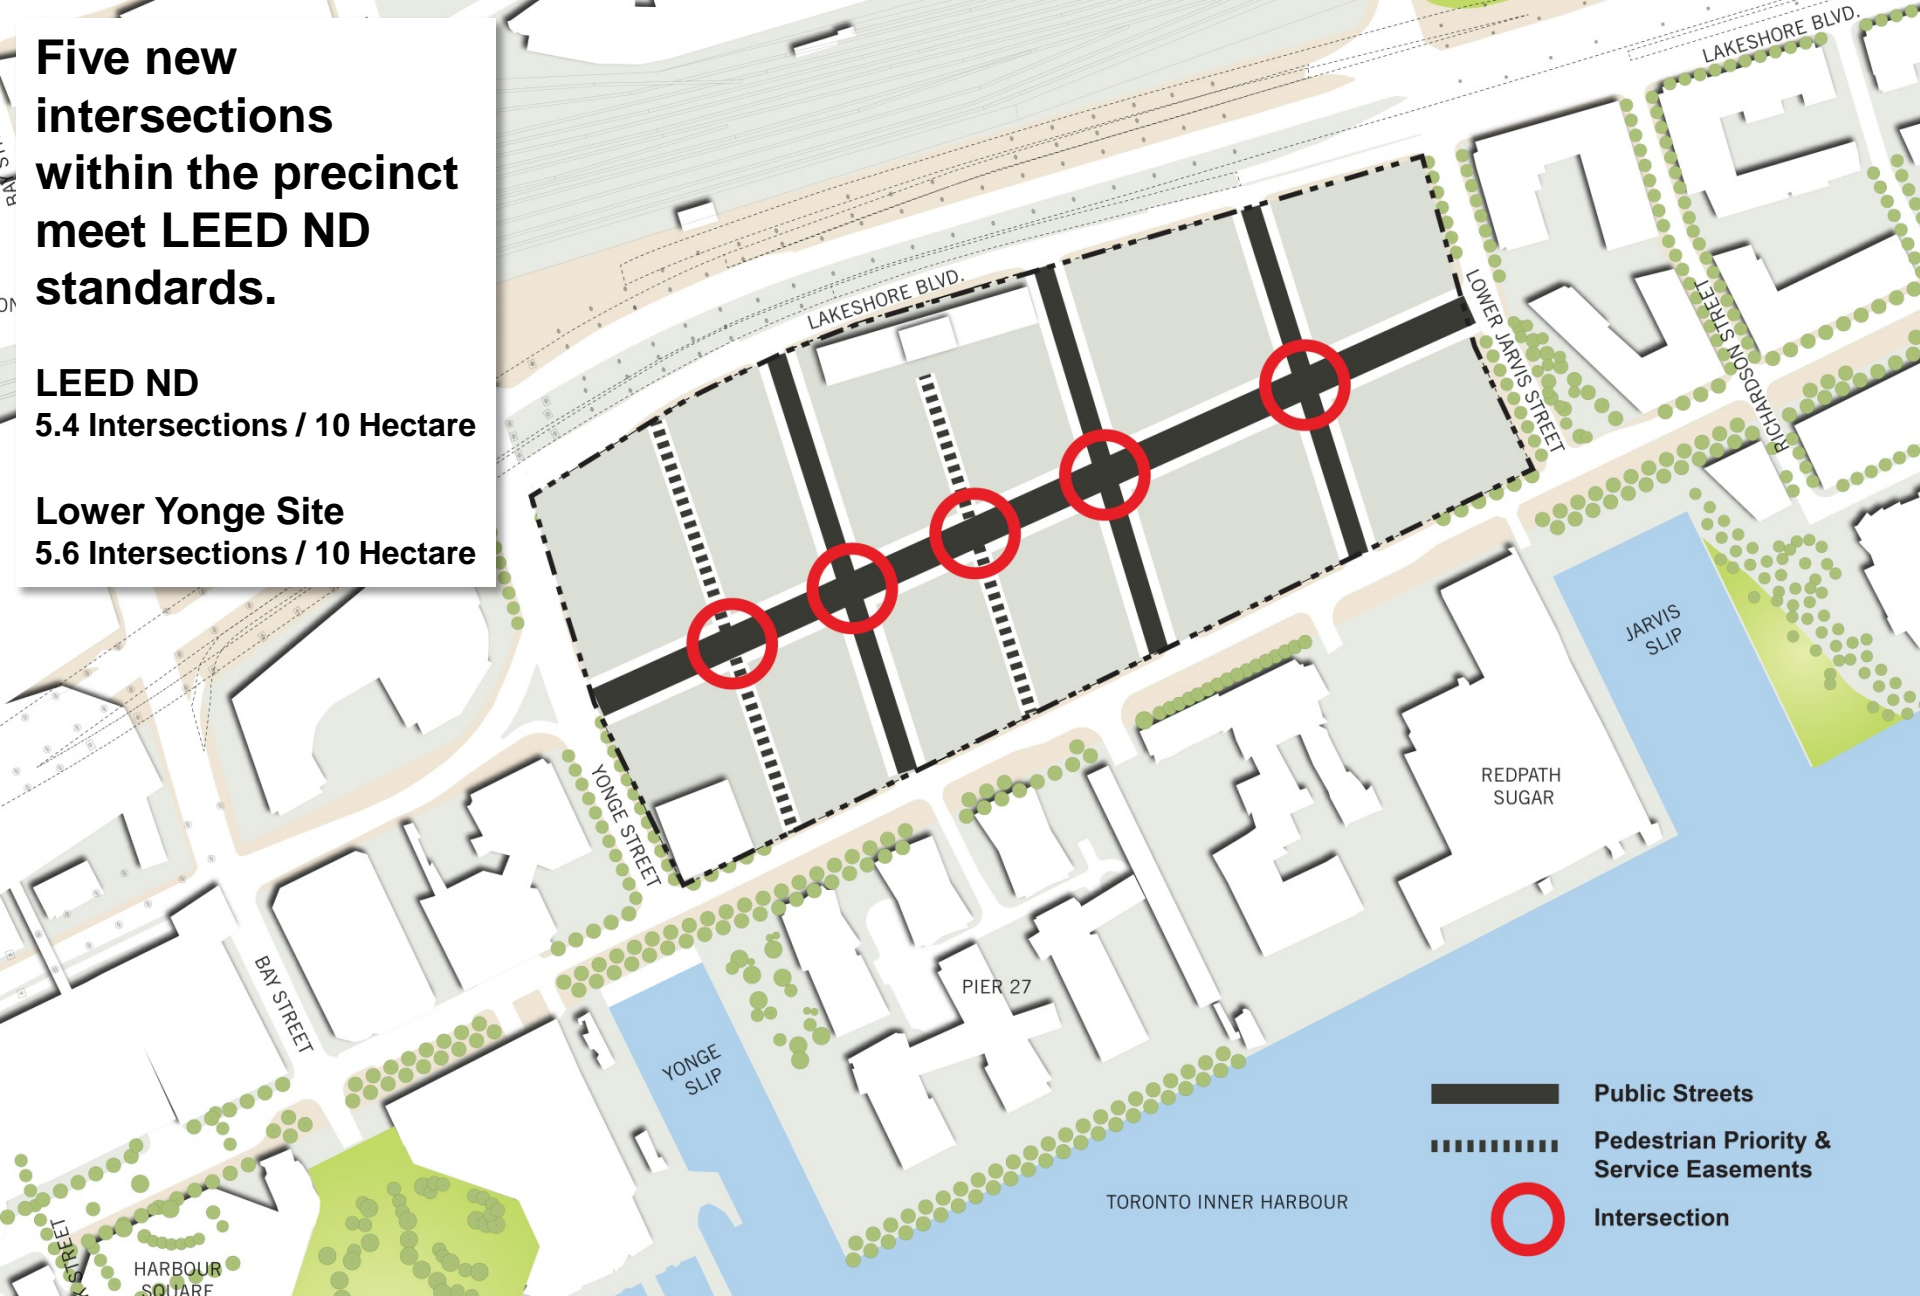 Five new
intersections
within the precinct
meet LEED ND
standards.
LEED ND
5.4 Intersections / 10 Hectare
Lower Yonge Site
5.6 Intersections / 10 Hectare
LAKESHORE BLVD.
LAKESHORE BLVD.
LOWER JARVIS STREET
RICHARDSON STREET
YONGE STREET
BAY STREET
JARVIS
SLIP
REDPATH
SUGAR
PIER 27
YONGE
SLIP
TORONTO INNER HARBOUR
HARBOUR
SQUARE
STREET
Public Streets
Pedestrian Priority &
Service Easements
Intersection